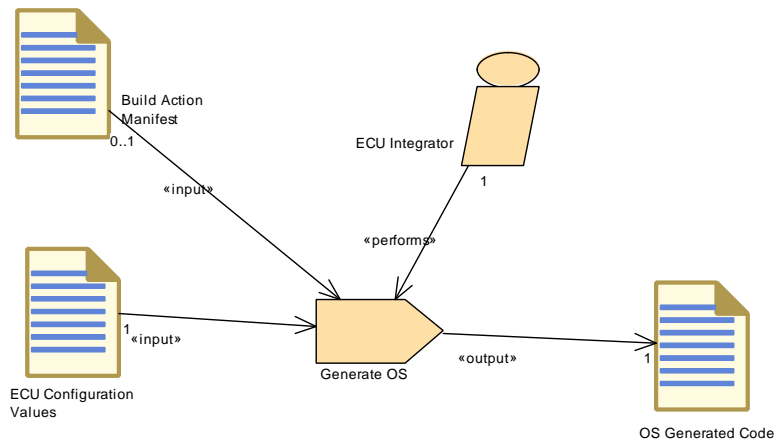 Build Action
Manifest
0..1
«input»
ECU Integrator
1
«performs»
1
«input»
Generate OS
«output»
1
ECU Configuration
Values
OS Generated Code